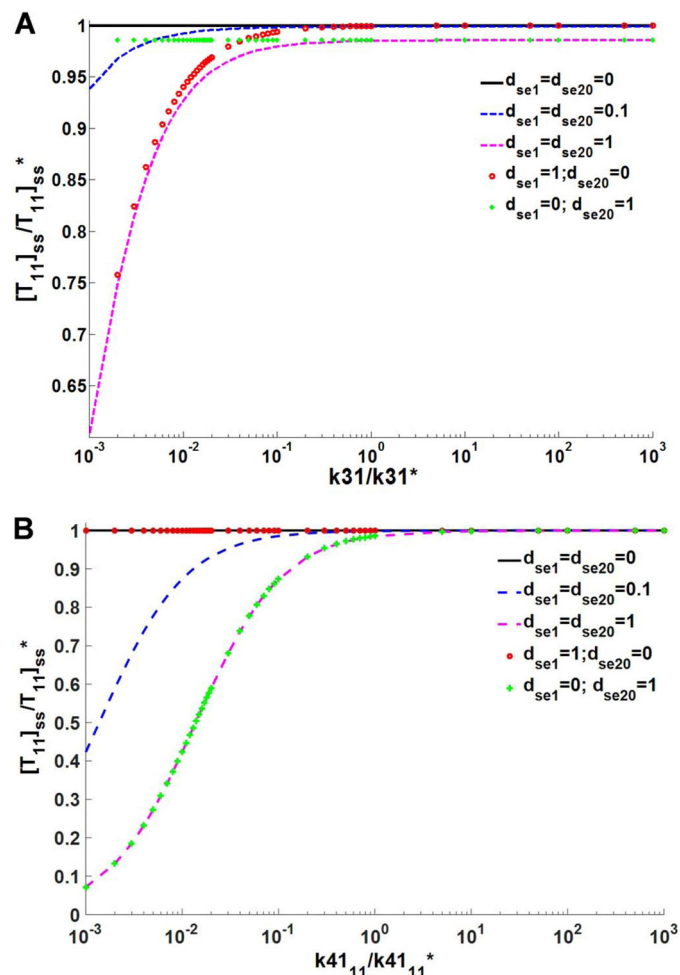 A
[T11]ss/T11]ss*
1
0.95
0.9
0.85
0.8
0.75
0.7
0.65
dse1=dse20=0
dse1=dse20=0.1
dse1=dse20=1
dse1=1;dse20=0
dse1=0; dse20=1
10-3 10-2 10-1 100 101 102 103
k31/k31*
B
[T11]ss/T11]ss*
1
0.9
0.8
0.7
0.6
0.5
0.4
0.3
0.2
0.1
0
dse1=dse20=0
dse1=dse20=0.1
dse1=dse20=1
dse1=1;dse20=0
dse1=0; dse20=1
10-3 10-2 10-1 100 101 102 103
k4111/k4111*